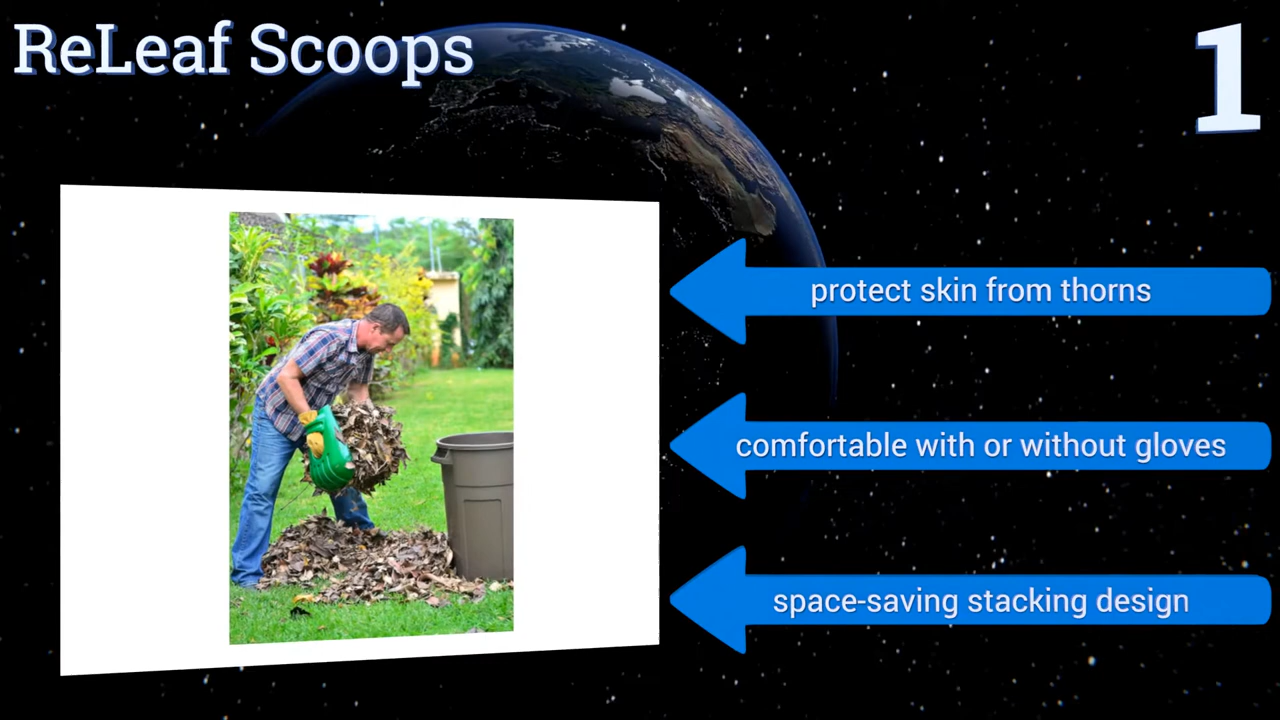 ReLeaf Scoops
1
protect skin from thorns
comfortable with or without gloves
space-saving stacking design